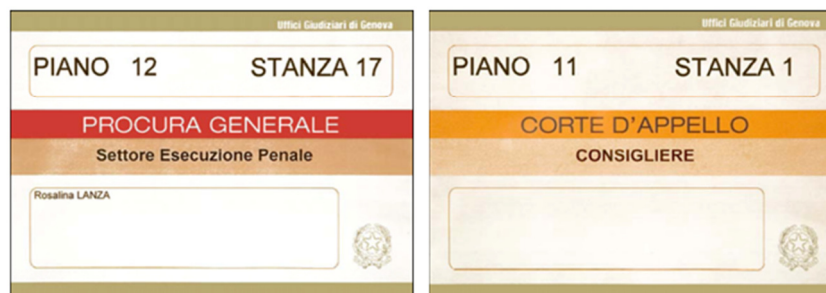 Uffici Giudiziari di Genova
PIANO 12 STANZA 17
PROCURA GENERALE
Settore Esecuzione Penale
Rosalina LANZA
Uffici Giudiziari di Genova
PIANO 11 STANZA 1
CORTE D'APPELLO
CONSIGLIERE